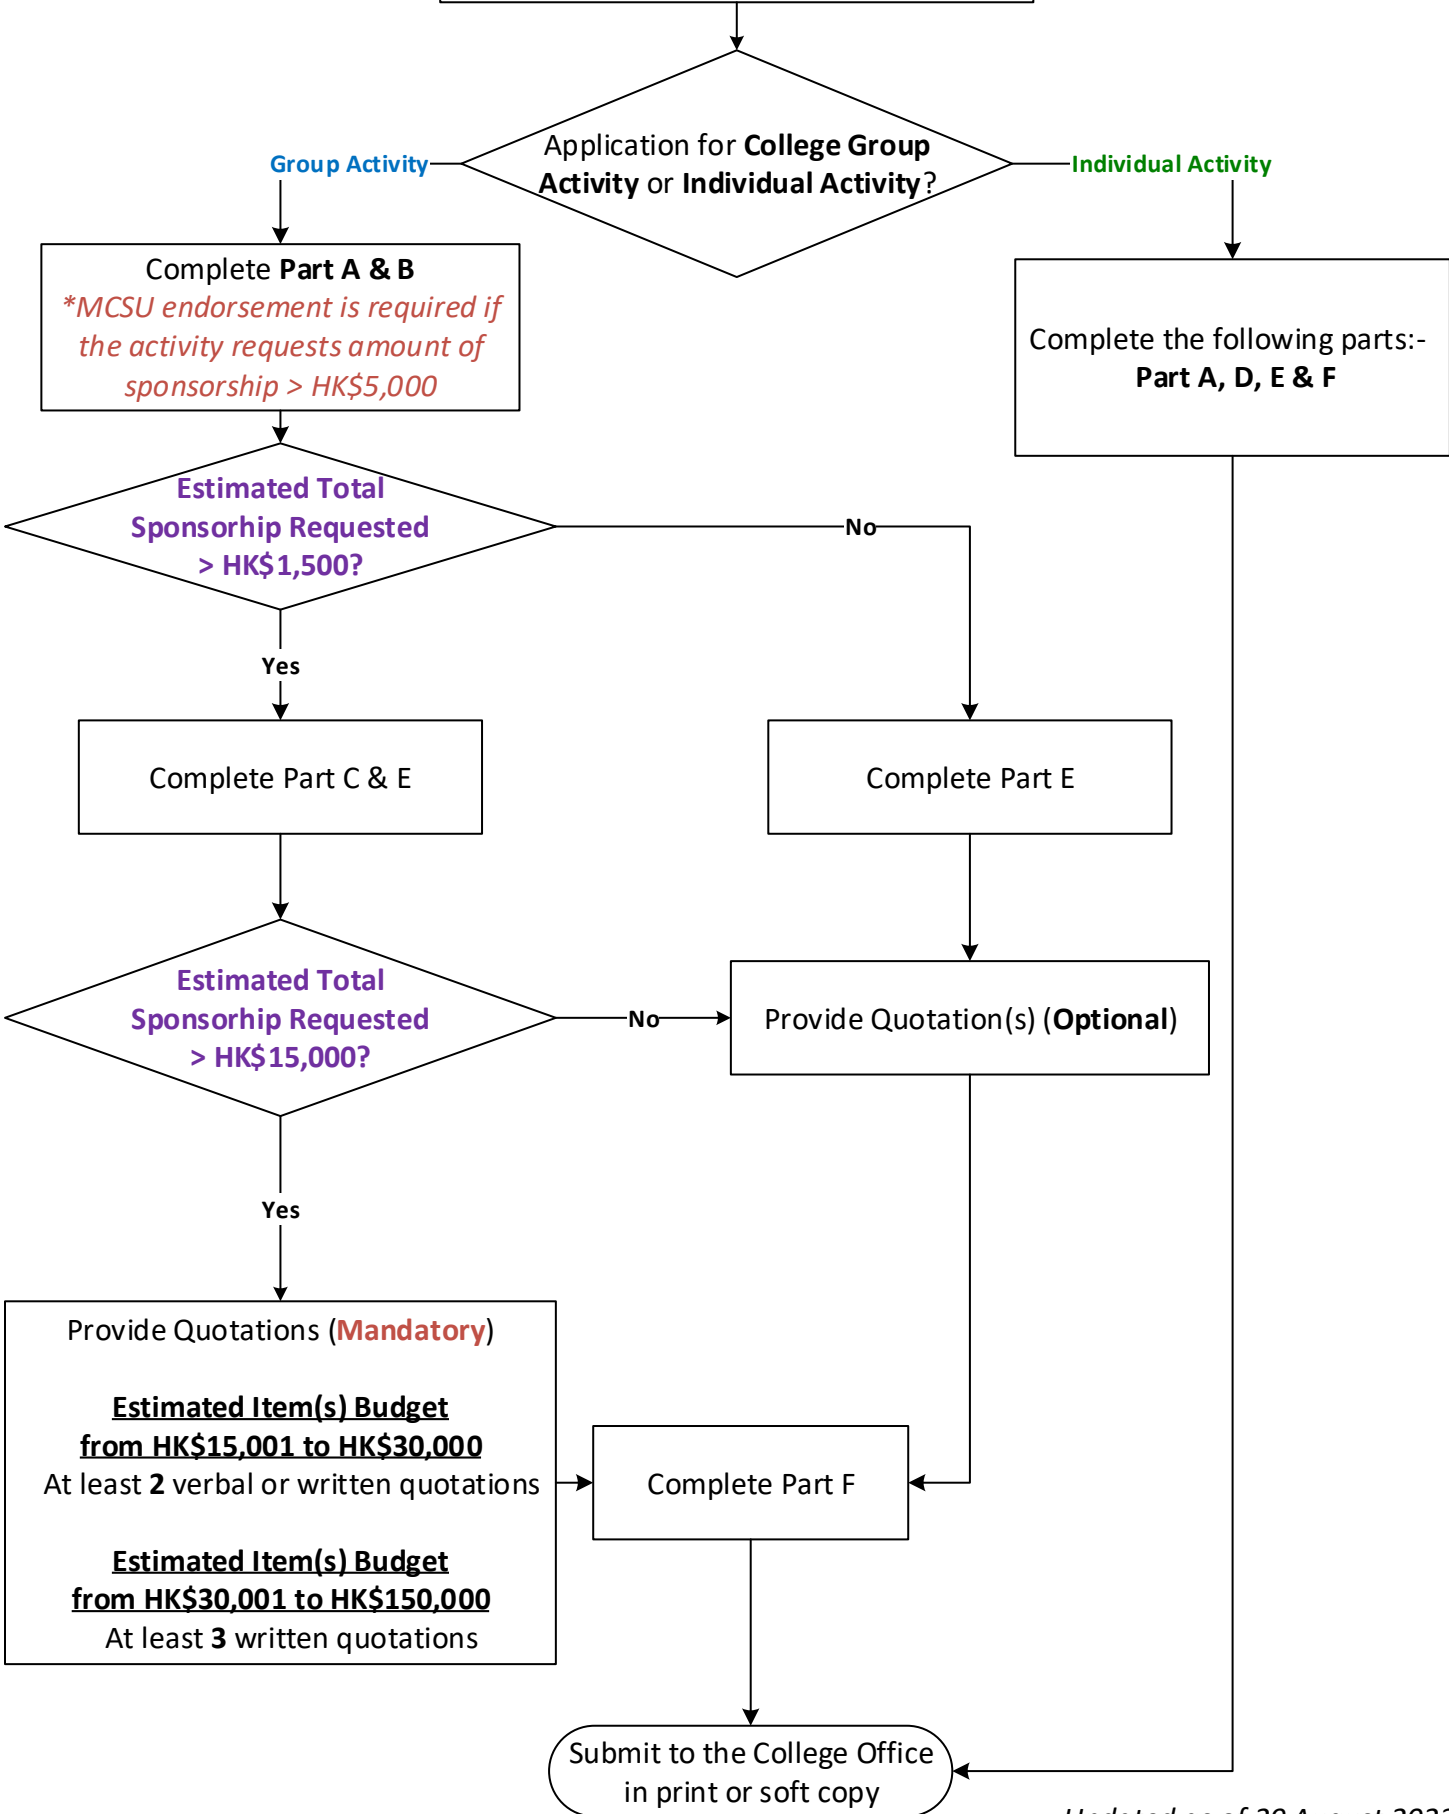 Application for College Group
Activity or Individual Activity?
Group Activity
Individual Activity
Complete Part A & B
*MCSU endorsement is required if
the activity requests amount of
sponsorship > HK$5,000
Complete the following parts:-
Part A, D, E & F
Estimated Total
Sponsorhip Requested
> HK$1,500?
No
Yes
Complete Part C & E
Complete Part E
Estimated Total
Sponsorhip Requested
> HK$15,000?
No
Provide Quotation(s) (Optional)
Yes
Provide Quotations (Mandatory)
Estimated Item(s) Budget
from HK$15,001 to HK$30,000
At least 2 verbal or written quotations
Estimated Item(s) Budget
from HK$30,001 to HK$150,000
At least 3 written quotations
Complete Part F
Submit to the College Office
in print or soft copy
Updated as of August